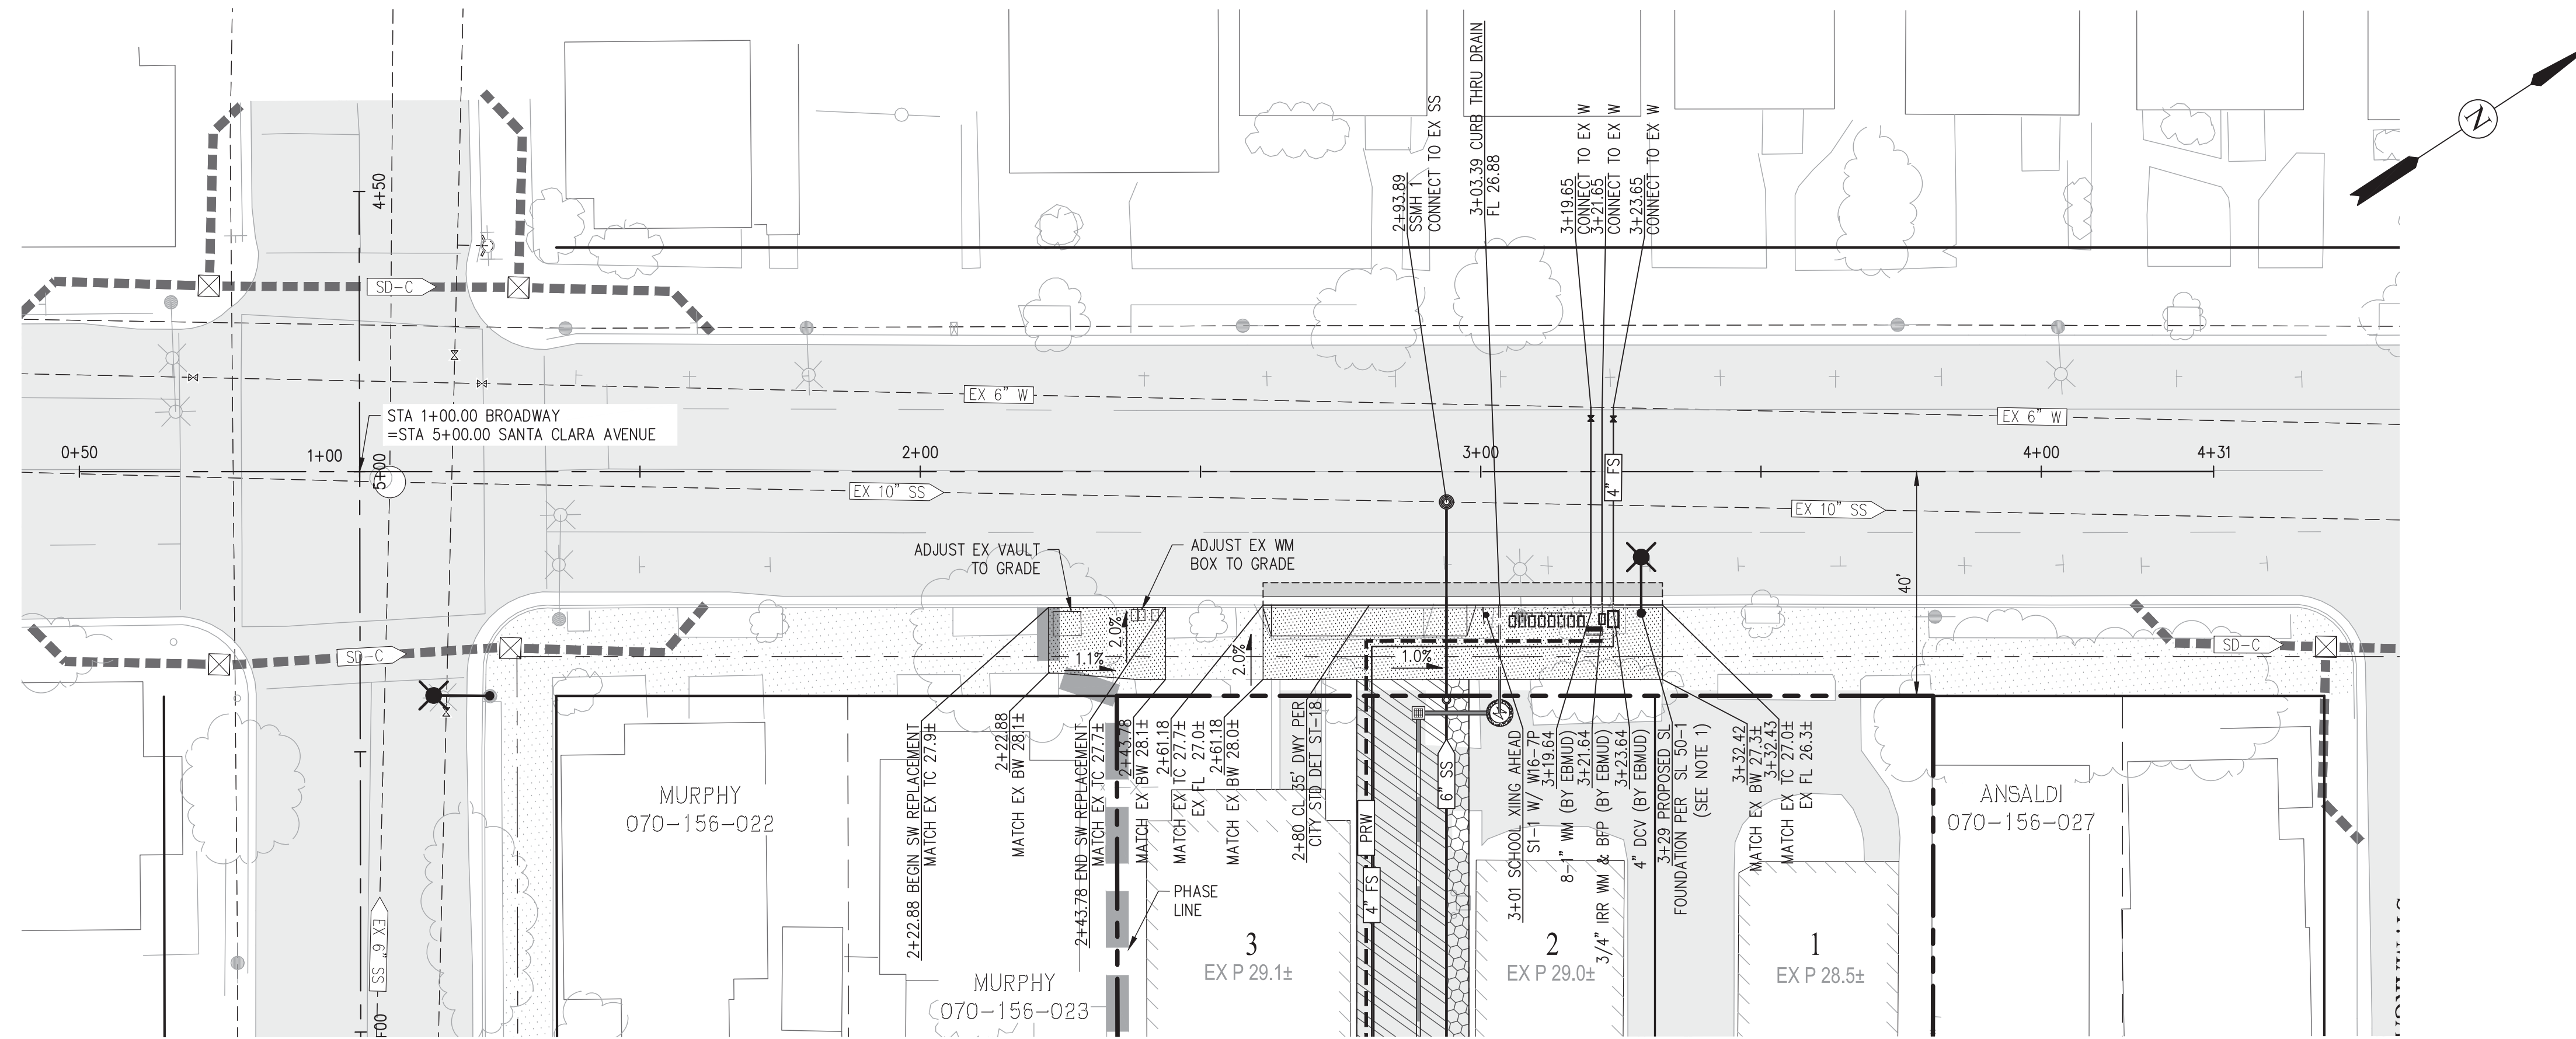 N
2+93.89
SSMH 1
CONNECT TO EX SS
3+03.39 CURB THRU DRAIN
FL 26.88
3+19.65
CONNECT TO EX W
3+21.65
CONNECT TO EX W
3+23.65
CONNECT TO EX W
4+50
SD-C
EX 6" W
EX 6" W
STA 1+00.00 BROADWAY
=STA 5+00.00 SANTA CLARA AVENUE
0+50
1+00
2+00
3+00
4+00
4+31
5+00
4" FS
EX 10" SS
EX 10" SS
ADJUST EX VAULT
TO GRADE
ADJUST EX WM
BOX TO GRADE
40'
2.0%
1.1%
2.0%
1.0%
SD-C
SD-C
2+22.88 BEGIN SW REPLACEMENT
MATCH EX TC 27.9±
2+22.88
MATCH EX BW 28.1±
2+43.78 END SW REPLACEMENT
MATCH EX TC 27.7±
2+43.78
MATCH EX BW 28.1±
2+61.18
MATCH EX TC 27.7±
EX FL 27.0±
2+61.18
MATCH EX BW 28.0±
2+80 CL 35' DWY PER
CITY STD DET ST-18
PRW
4" FS
6" SS
3+01 SCHOOL XIING AHEAD
S1-1 W/ W16-7P
3+19.64
8-1" WM (BY EBMUD)
3+21.64
3/4" IRR WM & BFP (BY EBMUD)
3+23.64
4" DCV (BY EBMUD)
3+29 PROPOSED SL
FOUNDATION PER SL 50-1
(SEE NOTE 1)
3+32.42
MATCH EX BW 27.3±
3+32.43
MATCH EX TC 27.0±
EX FL 26.3±
MURPHY
070-156-022
ANSALDI
070-156-027
PHASE
LINE
EX 6" SS
MURPHY
070-156-023
3
EX P 29.1±
2
EX P 29.0±
1
EX P 28.5±